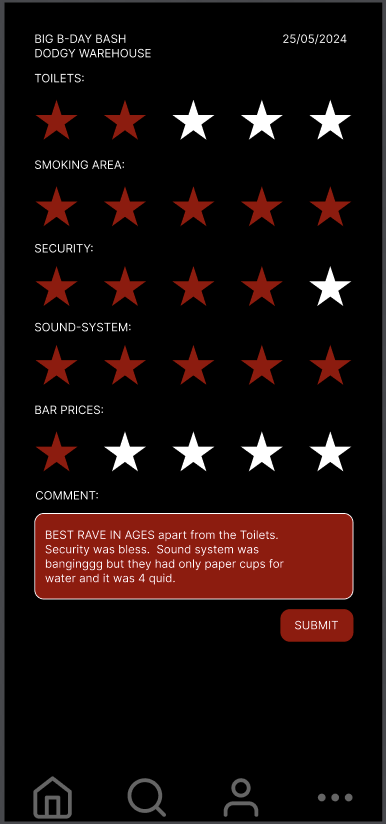 BIG B-DAY BASH 25/05/2024
DODGY WAREHOUSE
TOILETS:
SMOKING AREA:
SECURITY:
SOUND-SYSTEM:
BAR PRICES:
COMMENT:
BEST RAVE IN AGES apart from the Toilets.
Security was bless.  Sound system was
banginggg but they had only paper cups for
water and it was 4 quid.
SUBMIT